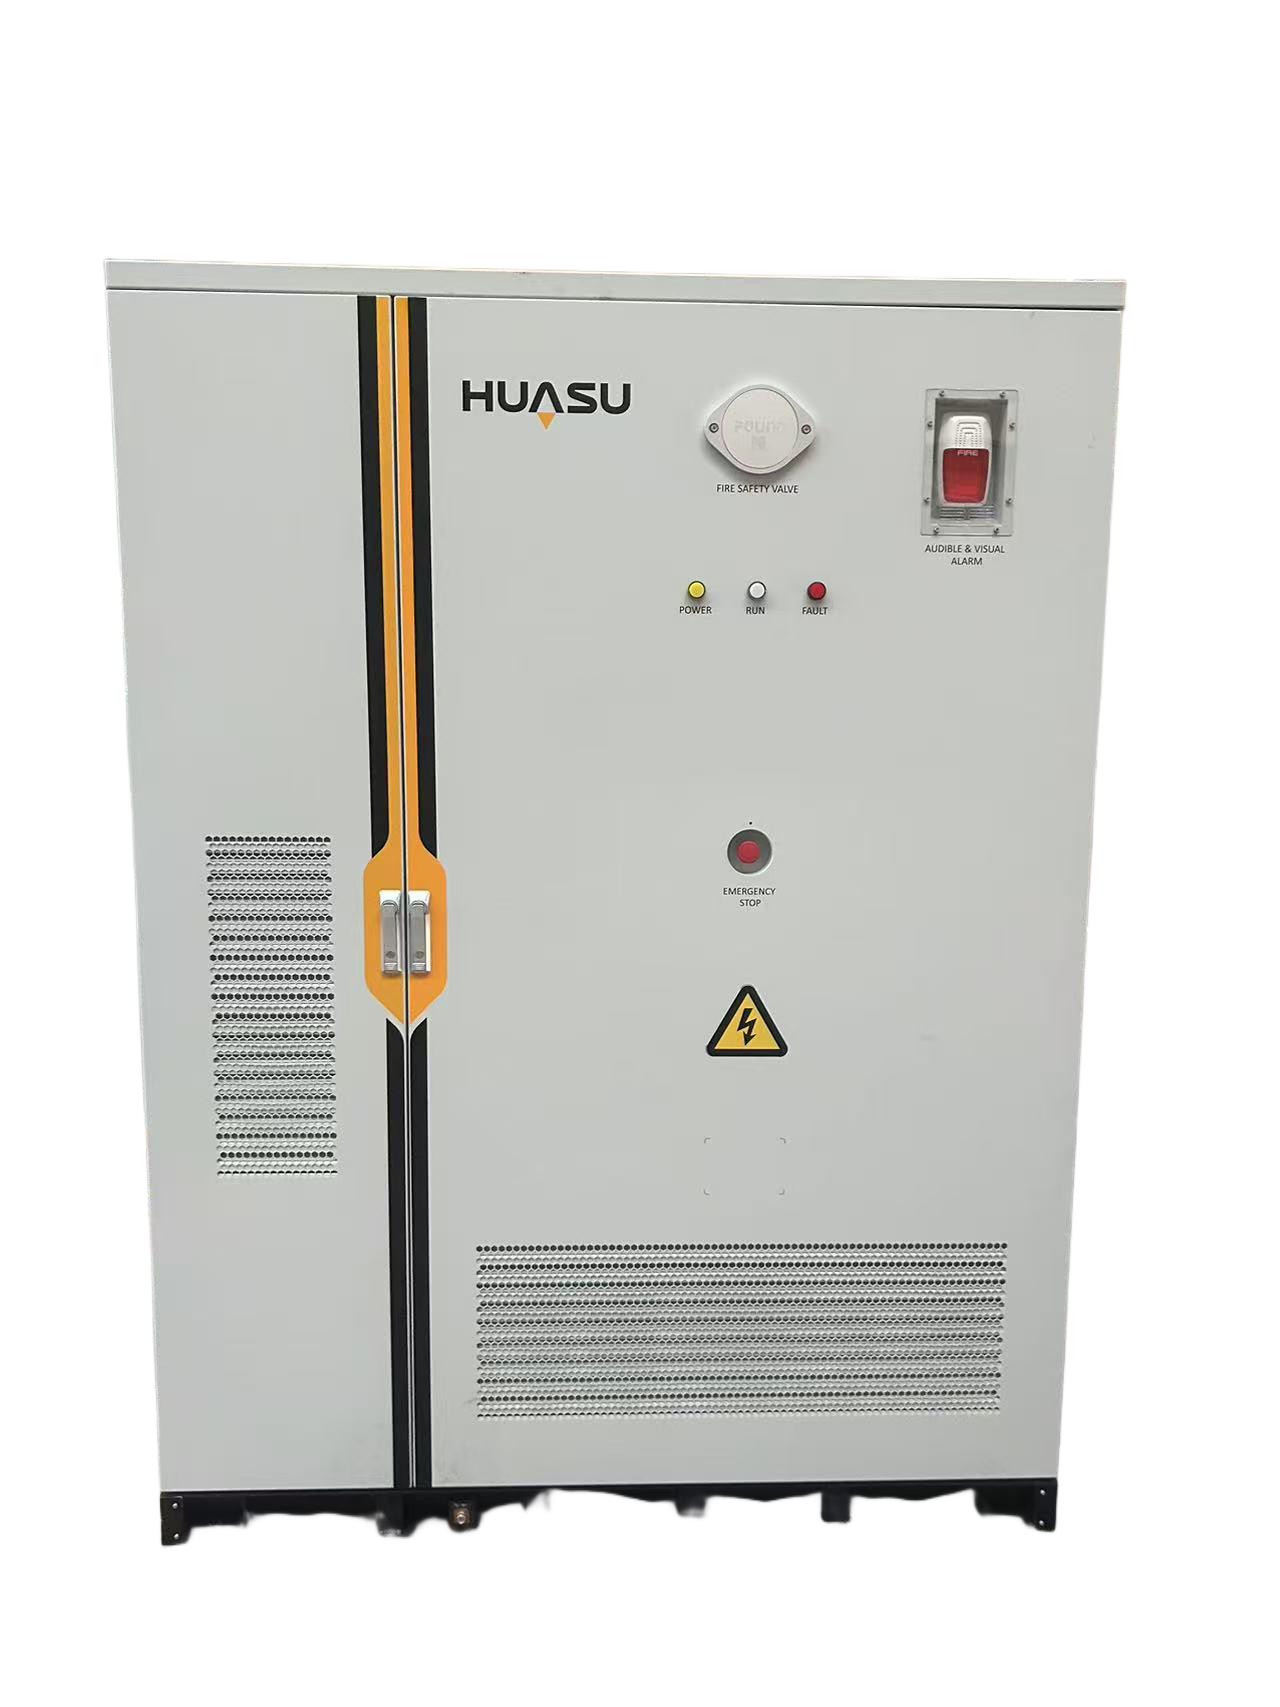 HUASU
FIRE SAFETY VALVE
FIRE
AUDIBLE & VISUAL
ALARM
POWER
RUN
FAULT
EMERGENCY
STOP